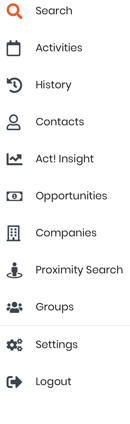 Search
Activities
History
Contacts
Act! Insight
Opportunities
Companies
Proximity Search
Groups
Settings
Logout